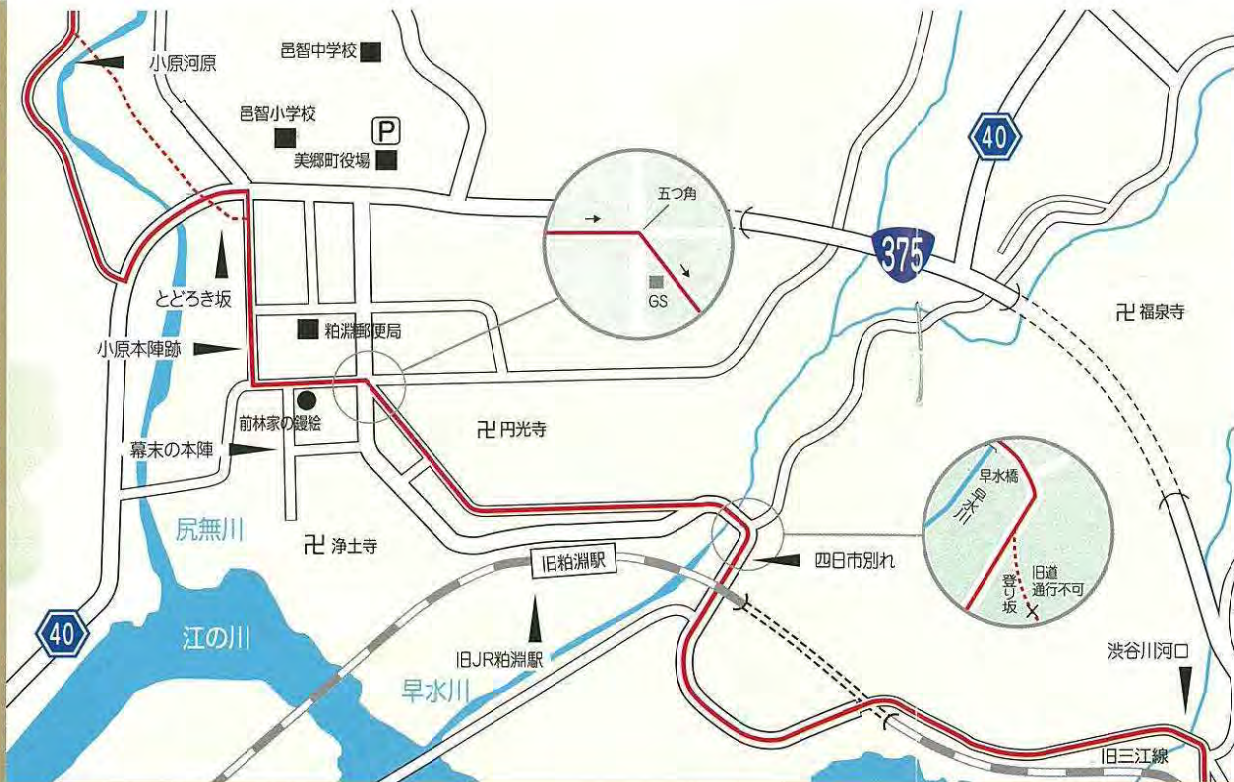 小原河原
邑智中学校
邑智小学校
P
美郷町役場
40
五つ角
→
375
→
GS
とどろき坂
卍 福泉寺
粕淵郵便局
小原本陣跡
前林家の鏝絵
卍 円光寺
幕末の本陣
早水橋
早水川
尻無川
卍 浄土寺
旧粕淵駅
四日市別れ
登り坂
旧道
通行不可
40
江の川
旧JR粕淵駅
渋谷川河口
早水川
旧三江線